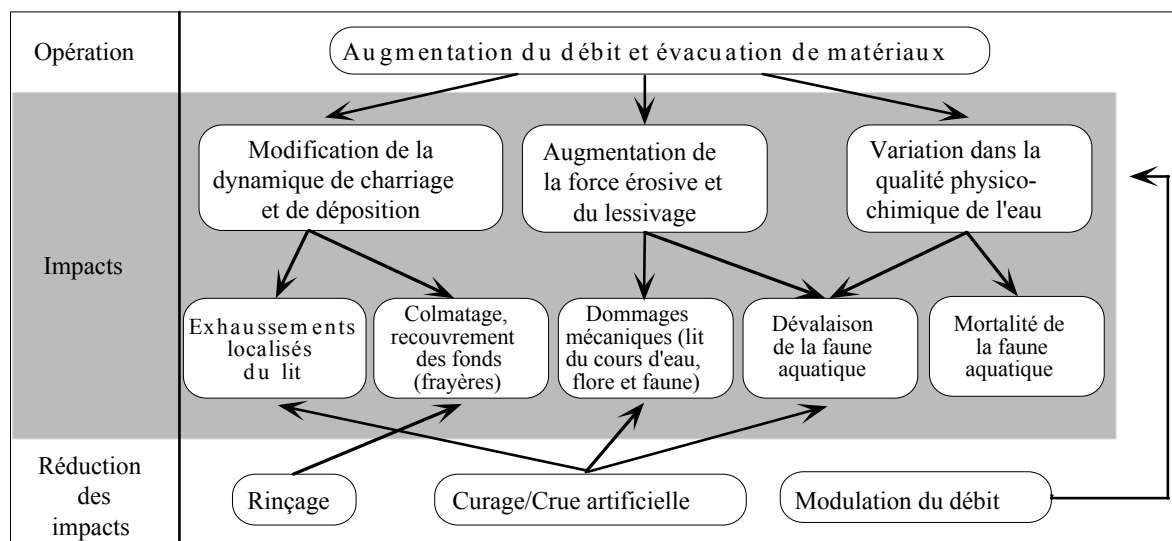 Opération
Augmentation du débit et évacuation de matériaux
Impacts
Modification de la
dynamique de charriage
et de déposition
Augmentation de
la force érosive et
du lessivage
Variation dans la
qualité physico-
chimique de l'eau
Exhaussements
localisés
du lit
Colmatage,
recouvrement
des fonds
(frayères)
Dommages
mécaniques (lit
du cours d'eau,
flore et faune)
Dévalaison
de la faune
aquatique
Mortalité de
la faune
aquatique
Réduction
des
impacts
Rinçage
Curage/Crue artificielle
Modulation du débit